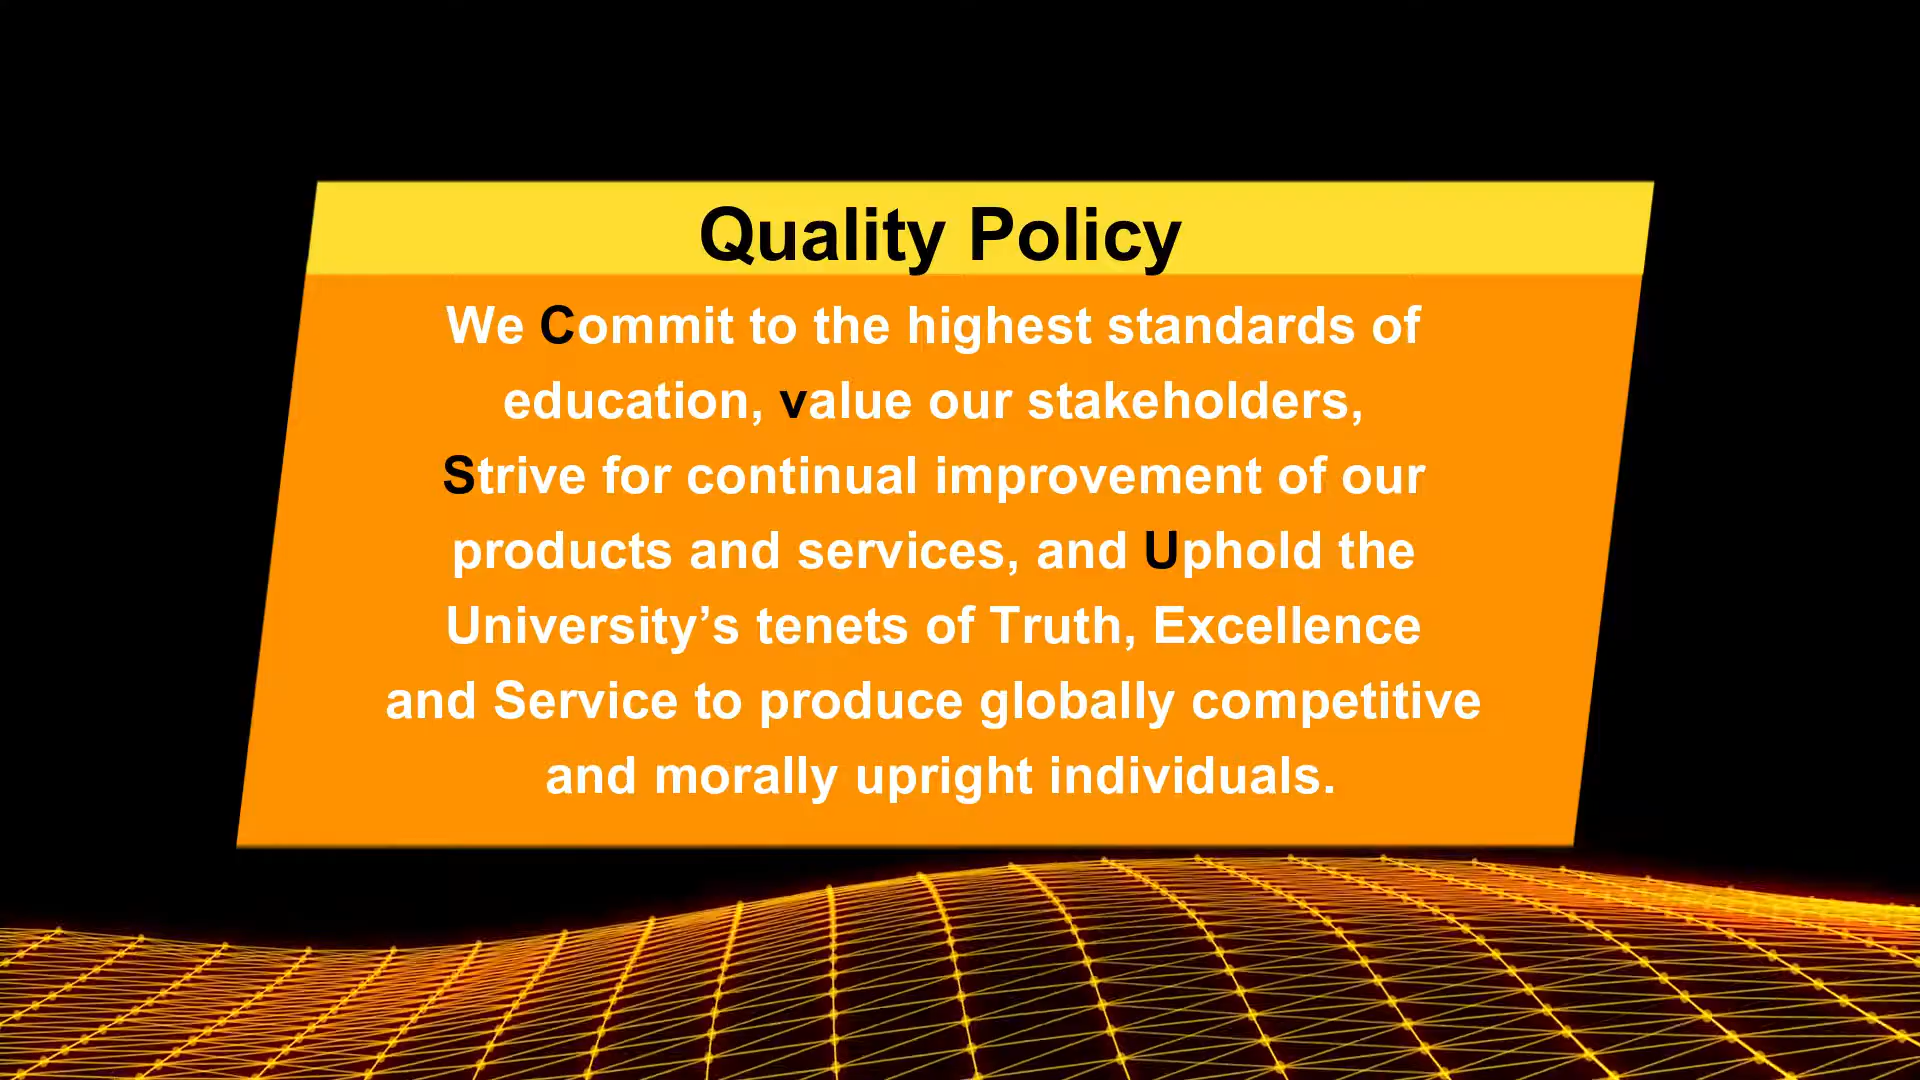 Quality Policy
We Commit to the highest standards of
education, value our stakeholders,
Strive for continual improvement of our
products and services, and Uphold the
University’s tenets of Truth, Excellence
and Service to produce globally competitive
and morally upright individuals.